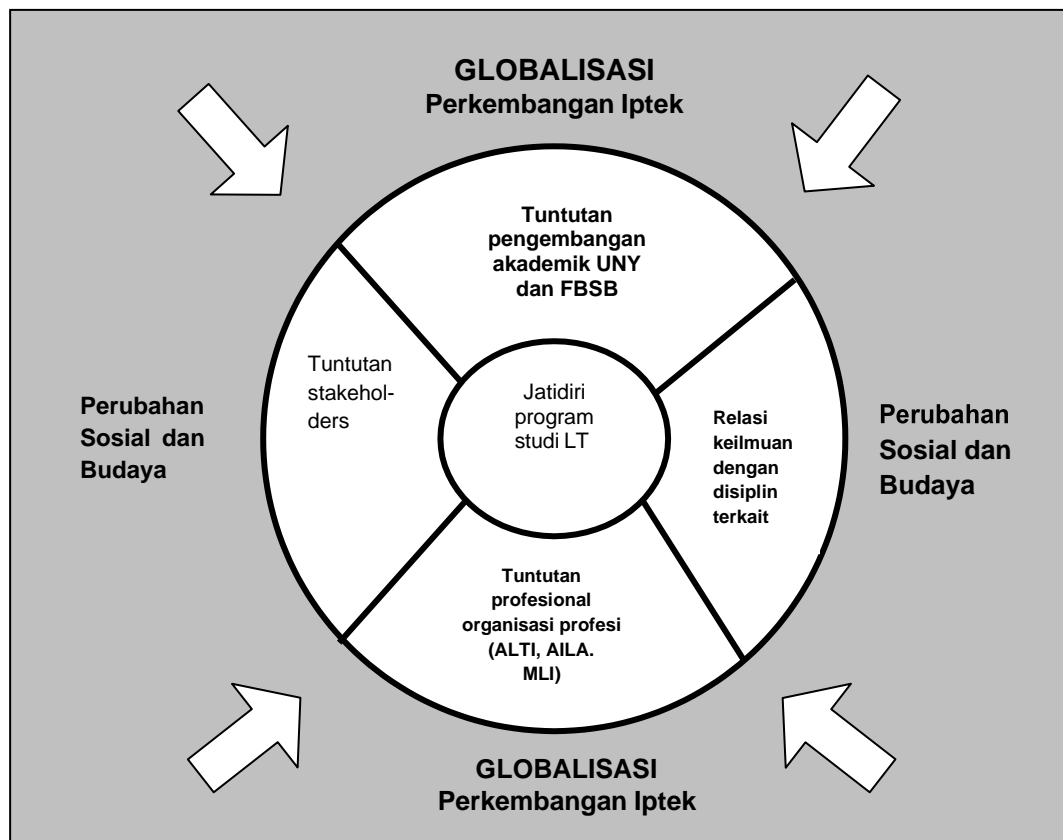 GLOBALISASI
Perkembangan Iptek
Tuntutan
pengembangan
akademik UNY
dan FBSB
Tuntutan
stakehol-
ders
Jatidiri
program
studi LT
Perubahan
Sosial dan
Budaya
Relasi
keilmuan
dengan
disiplin
terkait
Perubahan
Sosial dan
Budaya
Tuntutan
profesional
organisasi profesi
(ALTI, AILA.
MLI)
GLOBALISASI
Perkembangan Iptek